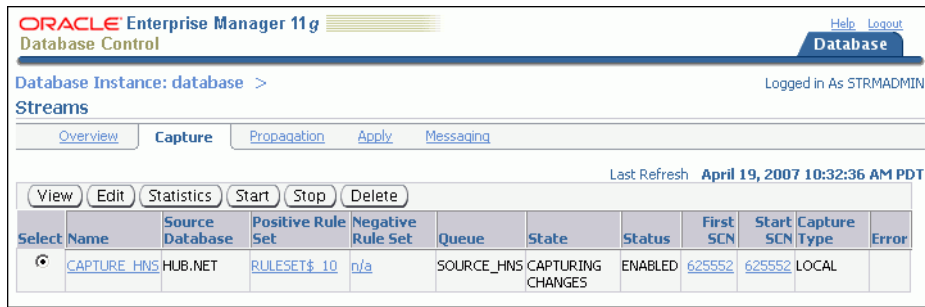 ORACLE Enterprise Manager 11g
Database Control
Help Logout
Database
Database Instance: database >
Logged in As STRMADMIN
Streams
Overview Capture Propagation Apply Messaging
Last Refresh April 19, 2007 10:32:36 AM PDT
View Edit Statistics Start Stop Delete
Select Name Source Database Positive Rule Set Negative Rule Set Queue State Status First SCN Start SCN Capture Type Error
CAPTURE_HNS HUB.NET RULESET$_10 n/a SOURCE_HNS CAPTURING CHANGES ENABLED 625552 625552 LOCAL